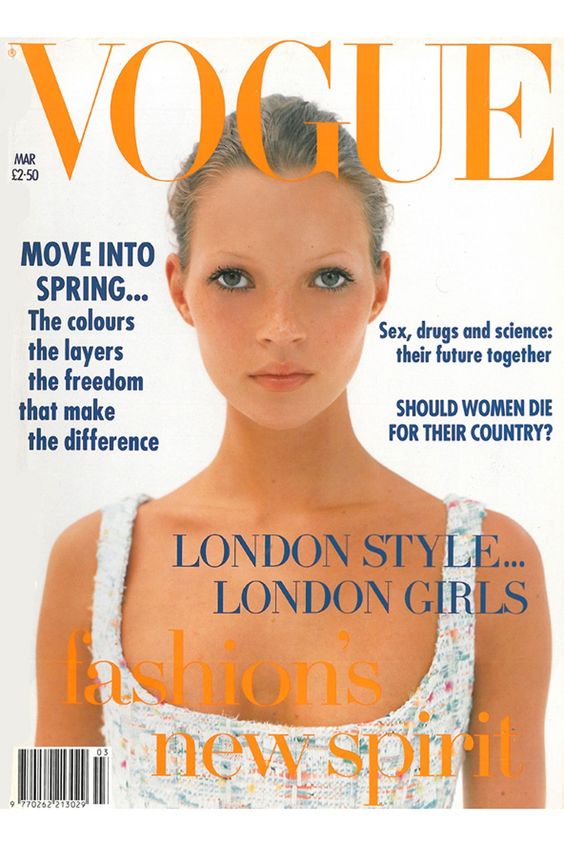 VOGUE
MAR
£2·50
MOVE INTO
SPRING...
The colours
the layers
the freedom
that make
the difference
Sex, drugs and science:
their future together
SHOULD WOMEN DIE
FOR THEIR COUNTRY?
LONDON STYLE...
LONDON GIRLS
fashion's
new spirit
03
9 770262 213029